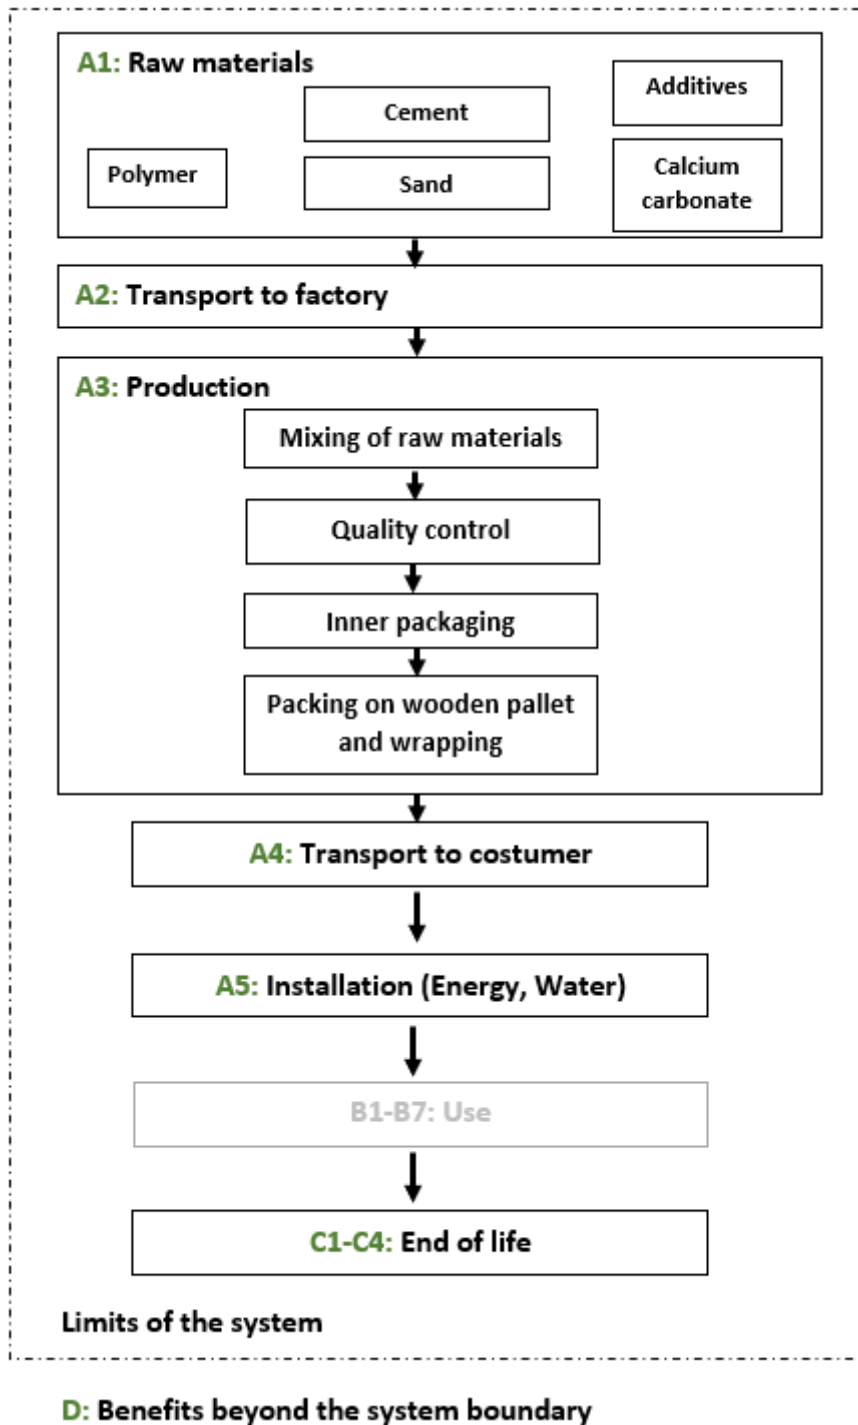 A1: Raw materials
Additives
Cement
Polymer
Sand
Calcium
carbonate
A2: Transport to factory
A3: Production
Mixing of raw materials
Quality control
Inner packaging
Packing on wooden pallet
and wrapping
A4: Transport to costumer
A5: Installation (Energy, Water)
B1-B7: Use
C1-C4: End of life
Limits of the system
D: Benefits beyond the system boundary